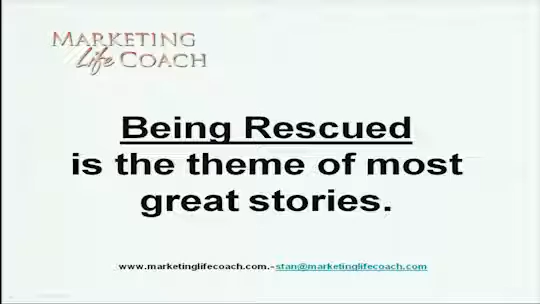 MARKETING
Life COACH
Being Rescued
is the theme of most
great stories.
www.marketinglifecoach.com.-stan@marketinglifecoach.com